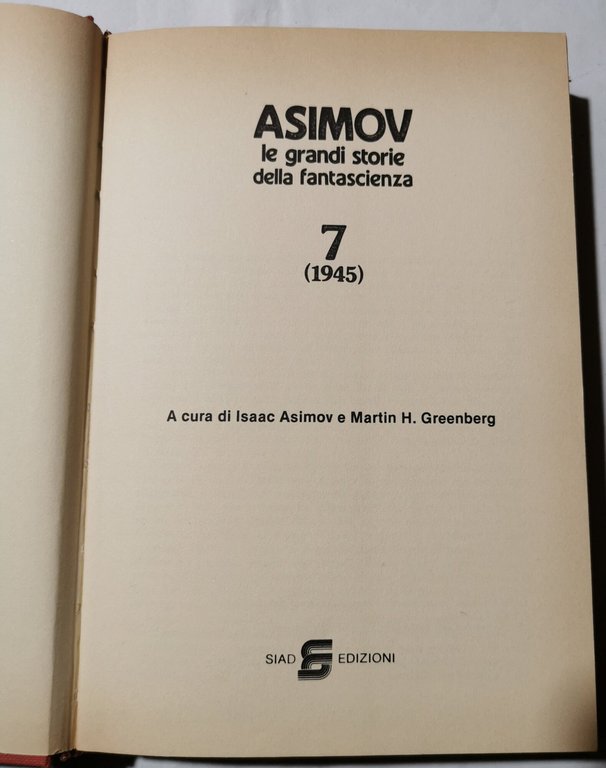 ASIMOV
le grandi storie
della fantascienza
7
(1945)
A cura di Isaac Asimov e Martin H. Greenberg
SIAD EDIZIONI